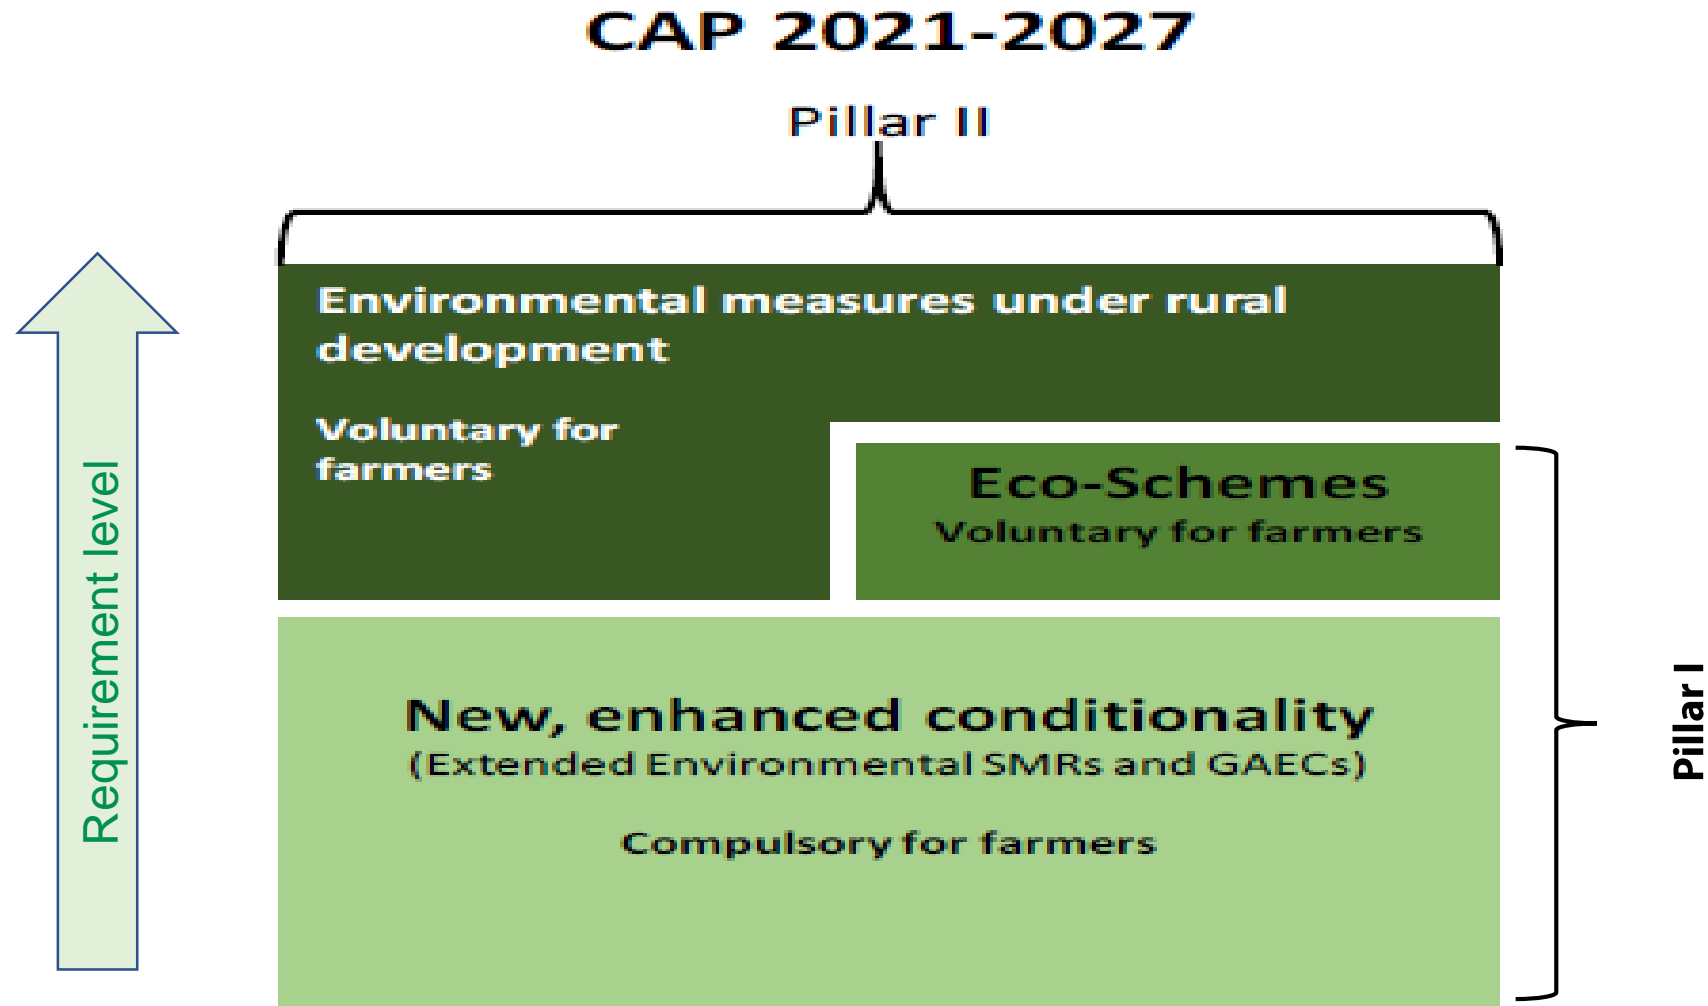 CAP 2021-2027
Pillar II
Environmental measures under rural
development
Voluntary for
farmers
Eco-Schemes
Voluntary for farmers
New, enhanced conditionality
(Extended Environmental SMRs and GAECs)
Compulsory for farmers
Requirement level
Pillar I